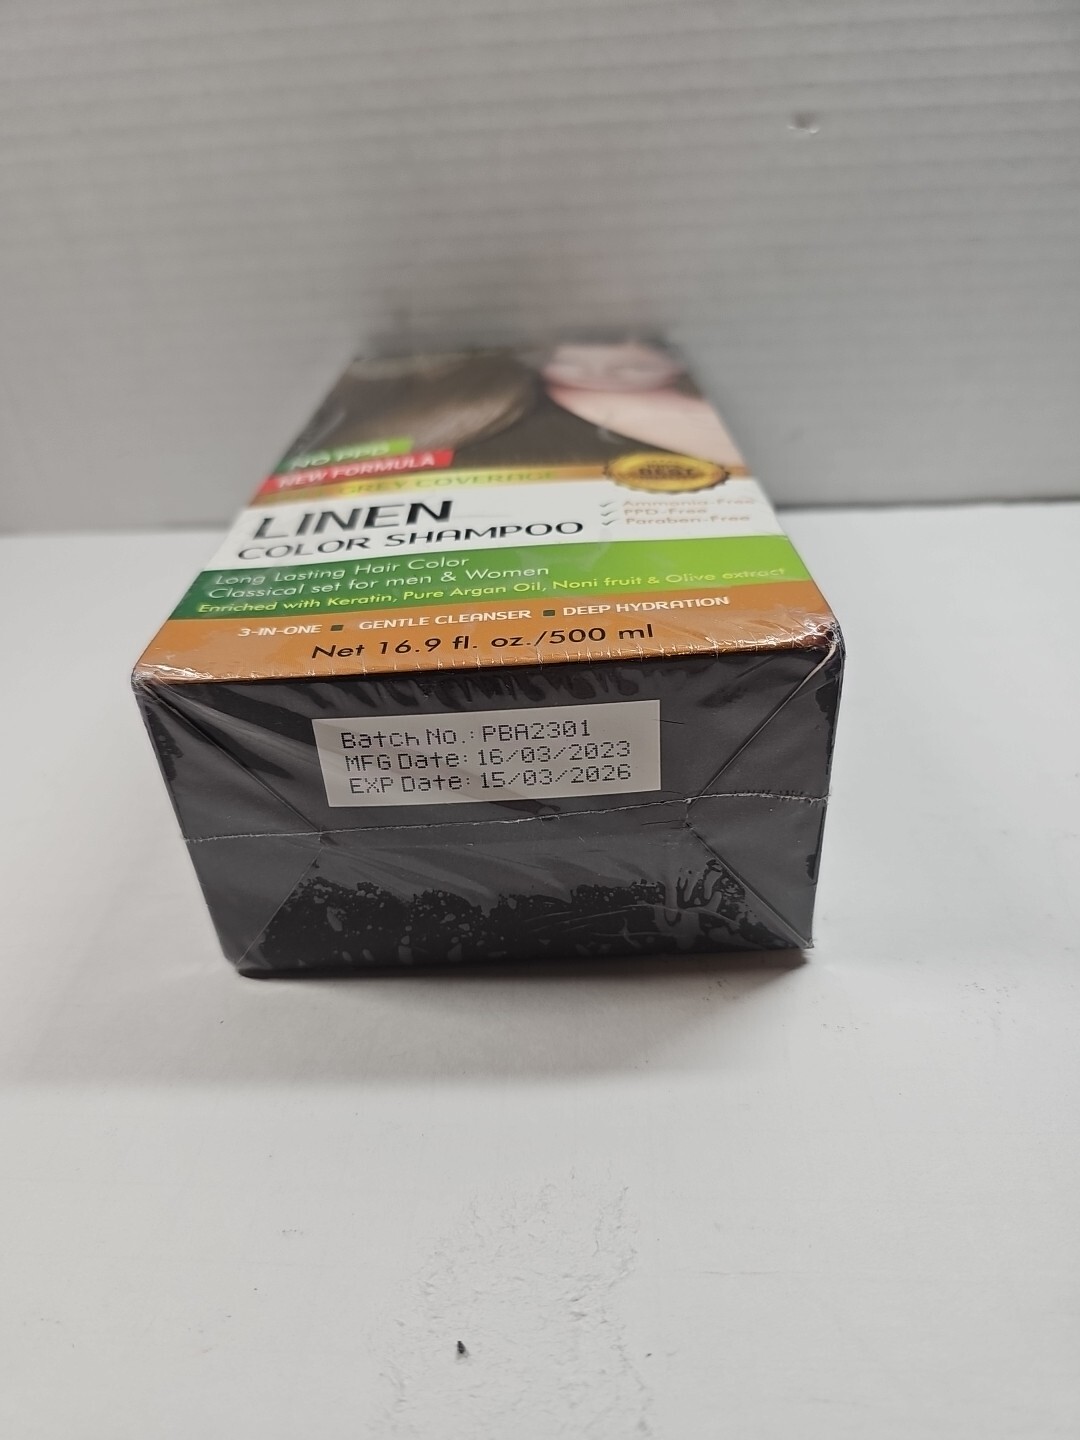 NO PPD
NEW FORMULA
GREY COVERAGE
BEST
LINEN
COLOR SHAMPOO
✓ Ammonia-Free
✓ PPD-Free
✓ Paraben-Free
Long Lasting Hair Color
Classical set for men & Women
Enriched with Keratin, Pure Argan Oil, Noni fruit & Olive extract
3-IN-ONE ■ GENTLE CLEANSER ■ DEEP HYDRATION
Net 16.9 fl. oz./500 ml
Batch No.: PBA2301
MFG Date: 16/03/2023
EXP Date: 15/03/2026